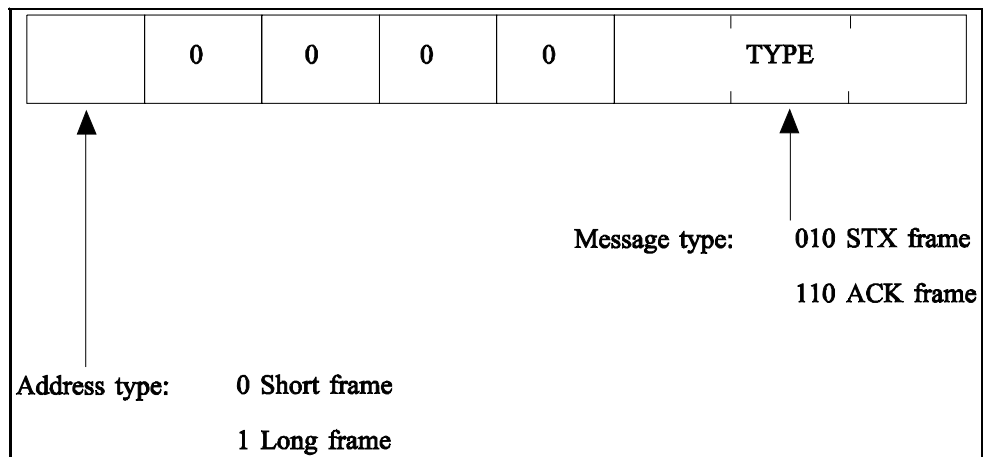 0 0 0 0 TYPE
Message type: 010 STX frame
110 ACK frame
Address type: 0 Short frame
1 Long frame